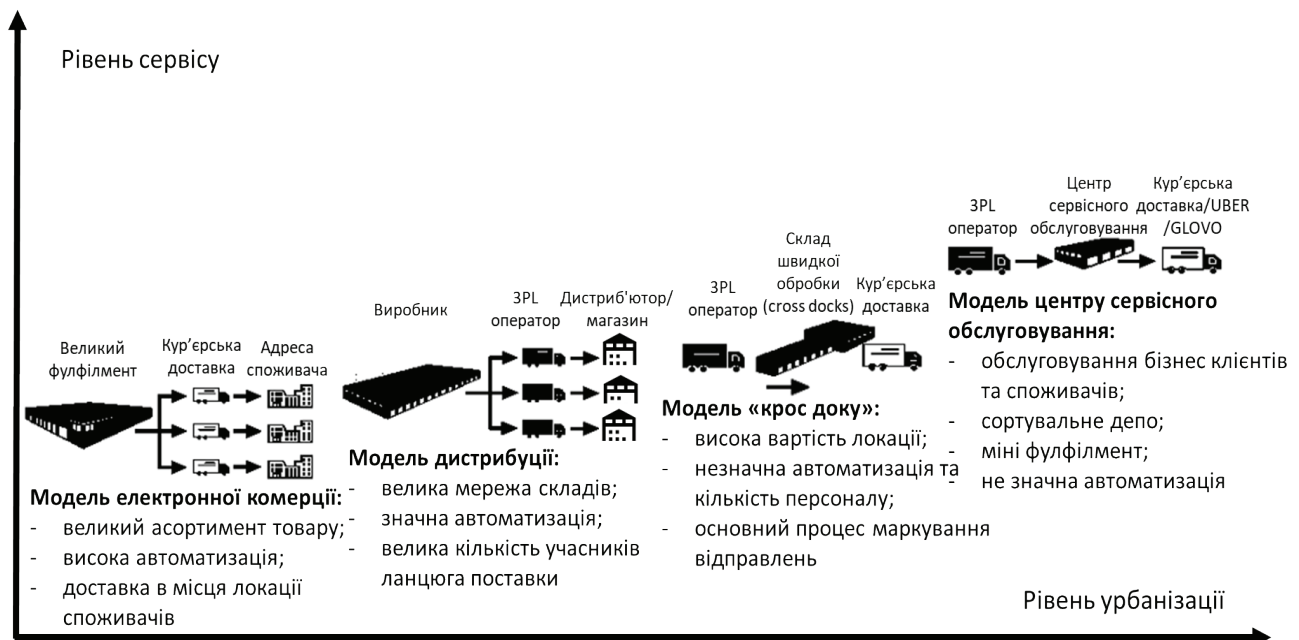 Рівень сервісу
Великий
фулфілмент
Кур’єрська
доставка
Адреса
споживача
Модель електронної комерції:
- великий асортимент товару;
- висока автоматизація;
- доставка в місця локації
споживачів
Виробник
3PL
оператор
Дистриб'ютор/
магазин
Модель дистрибуції:
- велика мережа складів;
- значна автоматизація;
- велика кількість учасників
ланцюга поставки
3PL
оператор
Склад
швидкої
обробки
(cross docks)
Кур’єрська
доставка
Модель «крос доку»:
- висока вартість локації;
- незначна автоматизація та
кількість персоналу;
- основний процес маркування
відправлень
3PL
оператор
Центр
сервісного
обслуговування
Кур’єрська
доставка/UBER
/GLOVO
Модель центру сервісного
обслуговування:
- обслуговування бізнес клієнтів
та споживачів;
- сортувальне депо;
- міні фулфілмент;
- не значна автоматизація
Рівень урбанізації